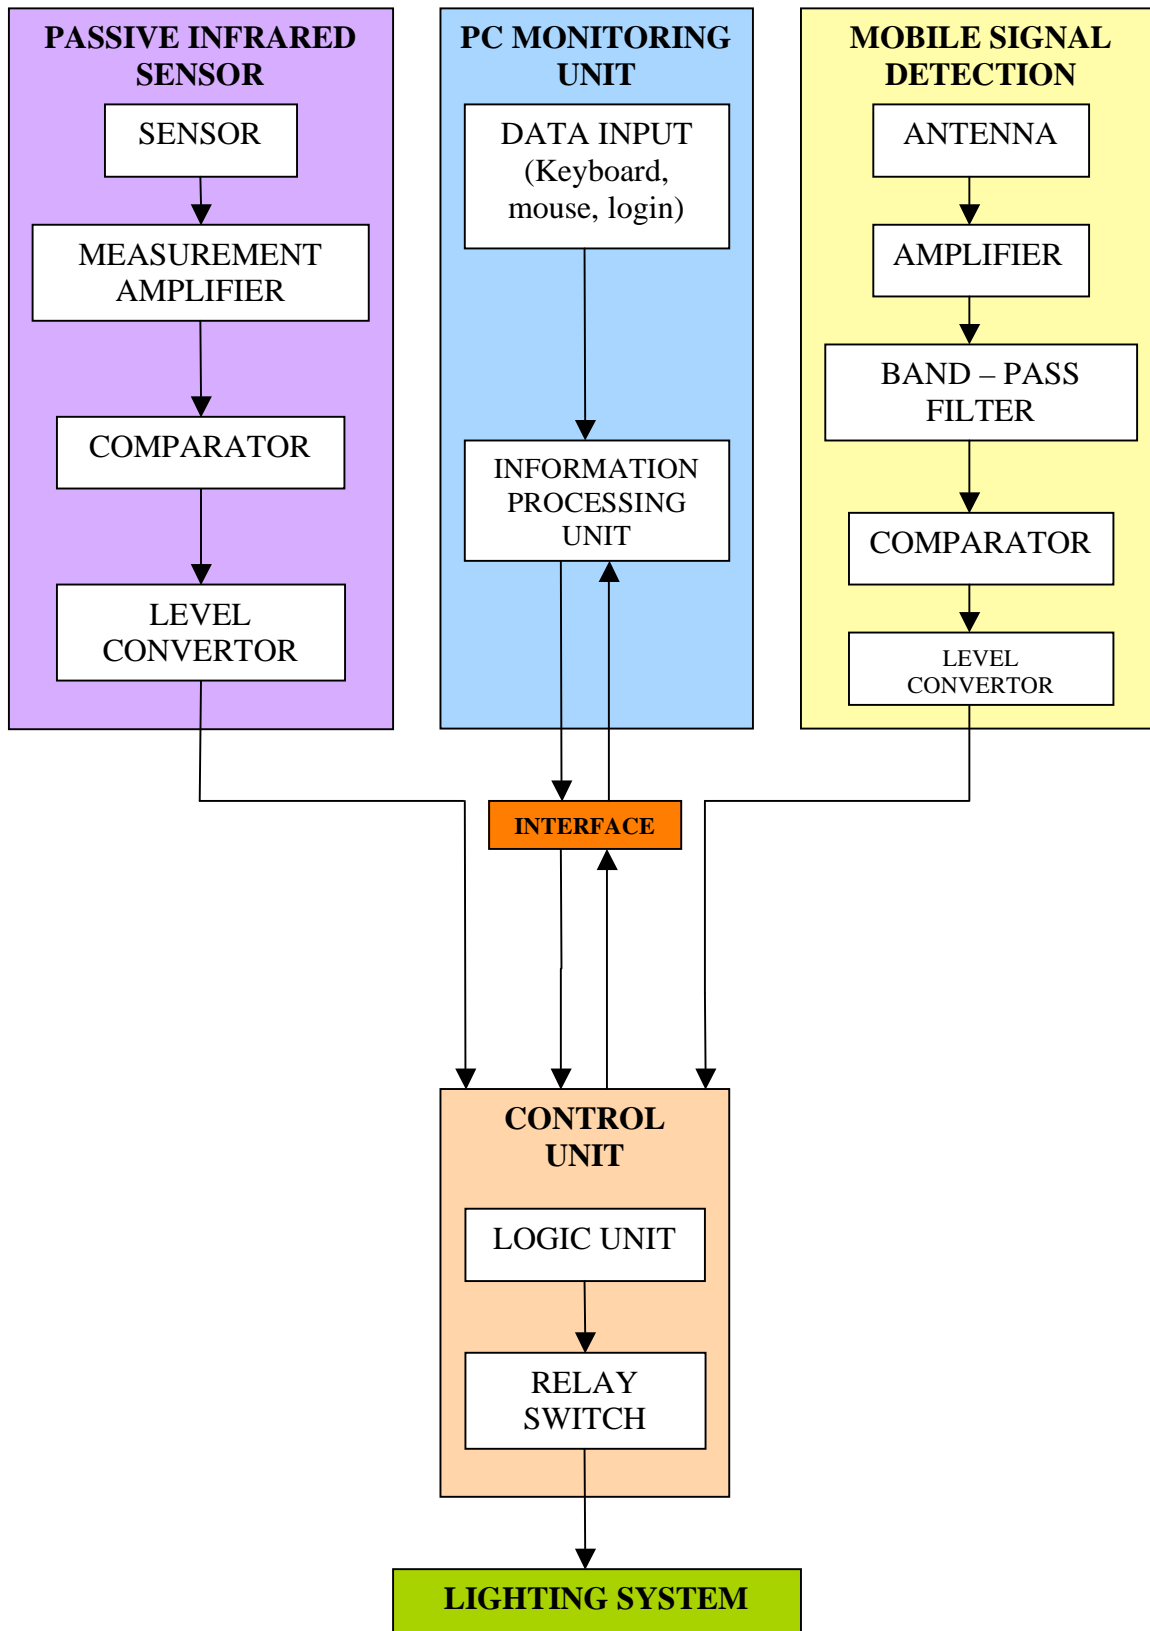 PASSIVE INFRARED
SENSOR
SENSOR
MEASUREMENT
AMPLIFIER
COMPARATOR
LEVEL
CONVERTOR
PC MONITORING
UNIT
DATA INPUT
(Keyboard,
mouse, login)
INFORMATION
PROCESSING
UNIT
MOBILE SIGNAL
DETECTION
ANTENNA
AMPLIFIER
BAND – PASS
FILTER
COMPARATOR
LEVEL
CONVERTOR
INTERFACE
CONTROL
UNIT
LOGIC UNIT
RELAY
SWITCH
LIGHTING SYSTEM